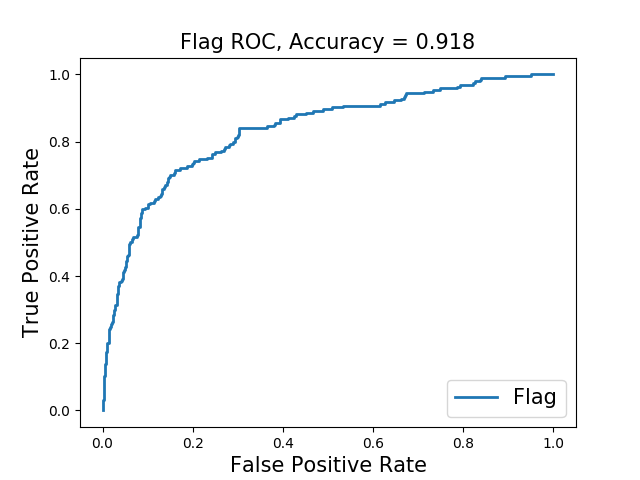 Flag ROC, Accuracy = 0.918
True Positive Rate
1.0
0.8
0.6
0.4
0.2
0.0
Flag
0.0 0.2 0.4 0.6 0.8 1.0
False Positive Rate